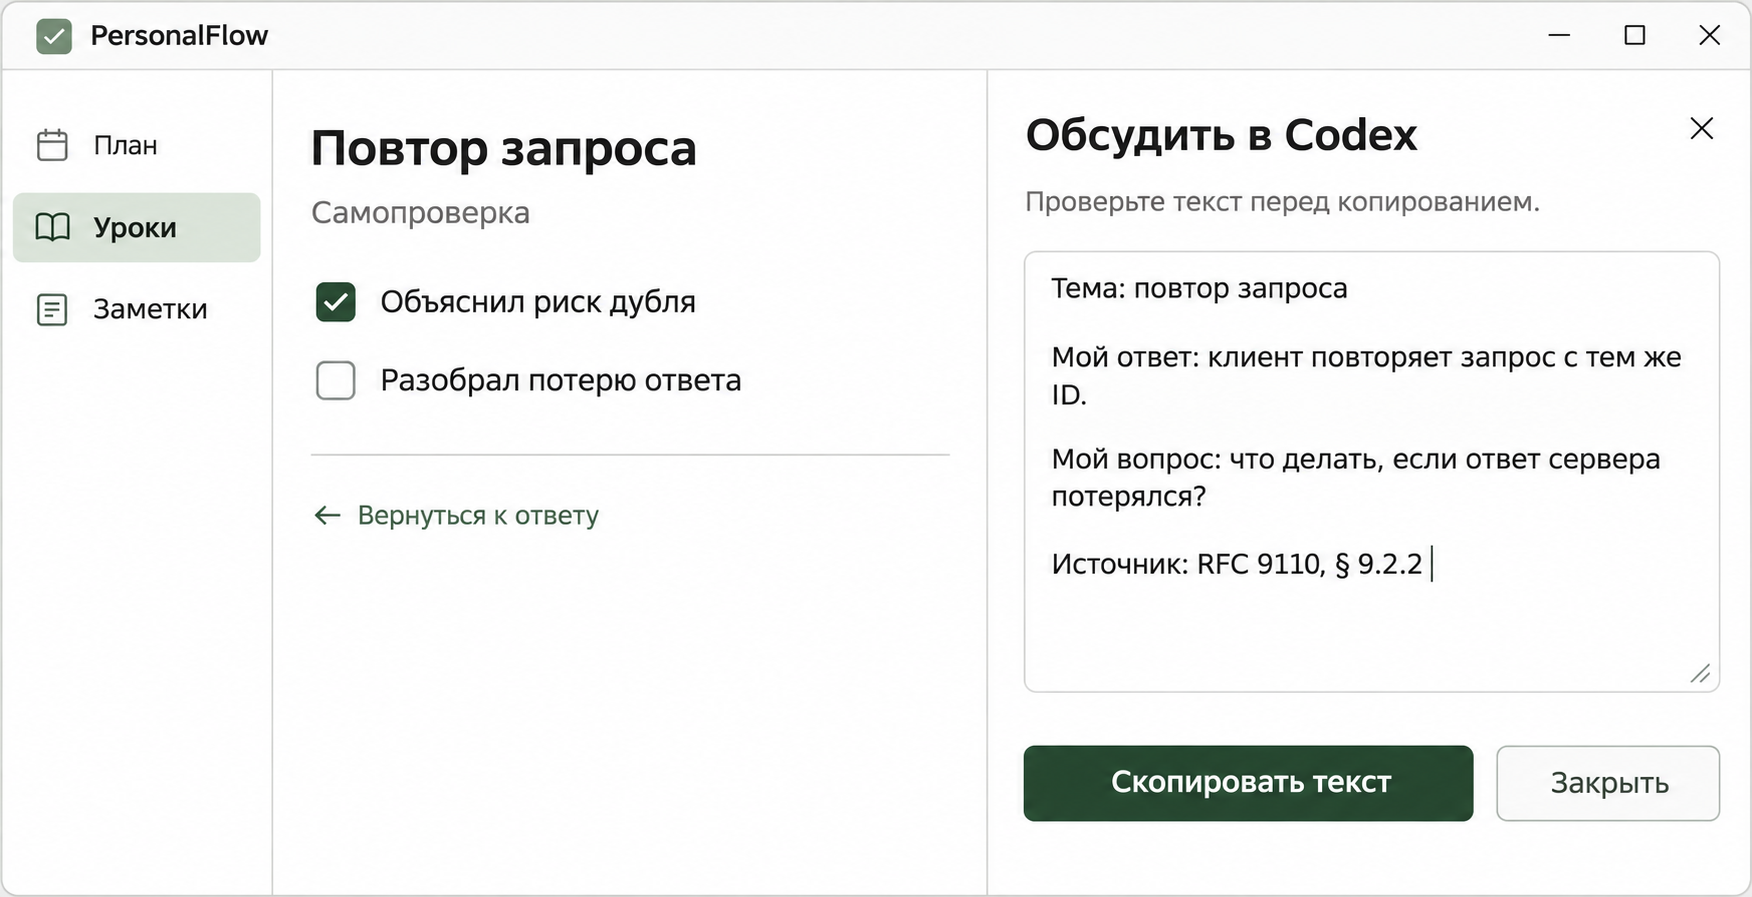 PersonalFlow
План
Уроки
Заметки
Повтор запроса
Самопроверка
Объяснил риск дубля
Разобрал потерю ответа
Вернуться к ответу
Обсудить в Codex
Проверьте текст перед копированием.
Тема: повтор запроса
Мой ответ: клиент повторяет запрос с тем же
ID.
Мой вопрос: что делать, если ответ сервера
потерялся?
Источник: RFC 9110, § 9.2.2
Скопировать текст
Закрыть